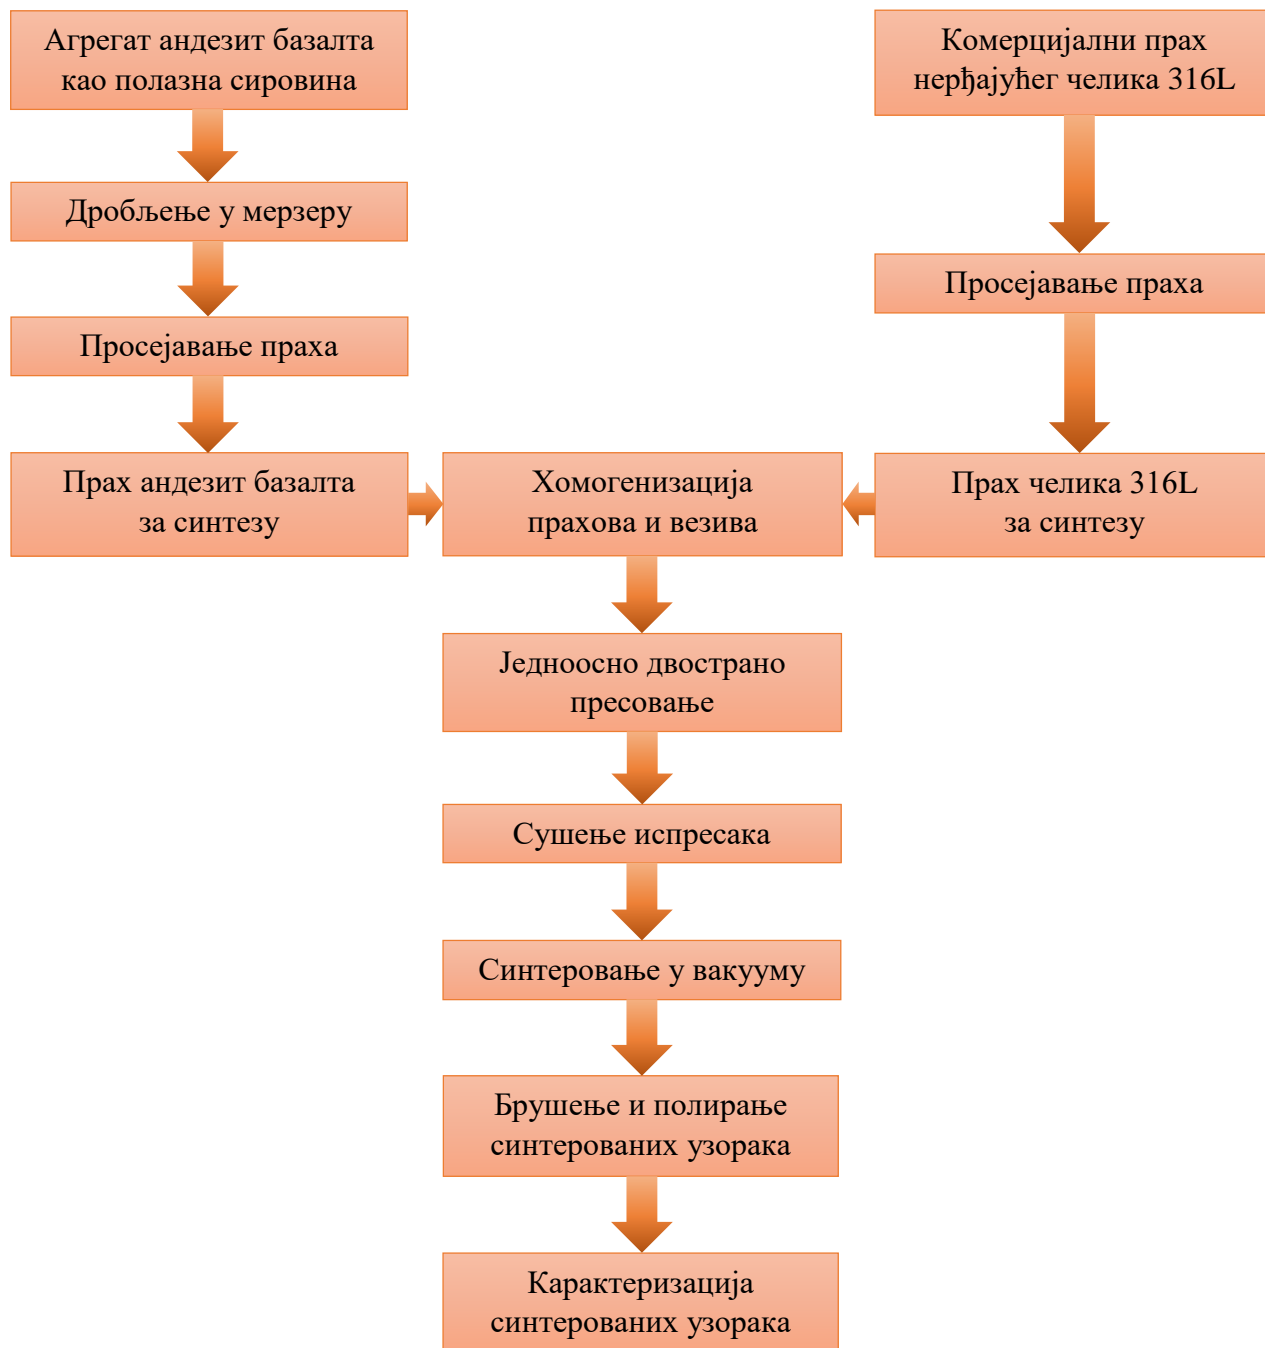 Агрегат андезит базалта
као полазна сировина
Дробљење у мерзеру
Просејавање праха
Прах андезит базалта
за синтезу
Комерцијални прах
нерђајућег челика 316L
Просејавање праха
Прах челика 316L
за синтезу
Хомогенизација
прахова и везива
Једноосно двострано
пресовање
Сушење испресака
Синтеровање у вакууму
Брушење и полирање
синтерованих узорака
Карактеризација
синтерованих узорака